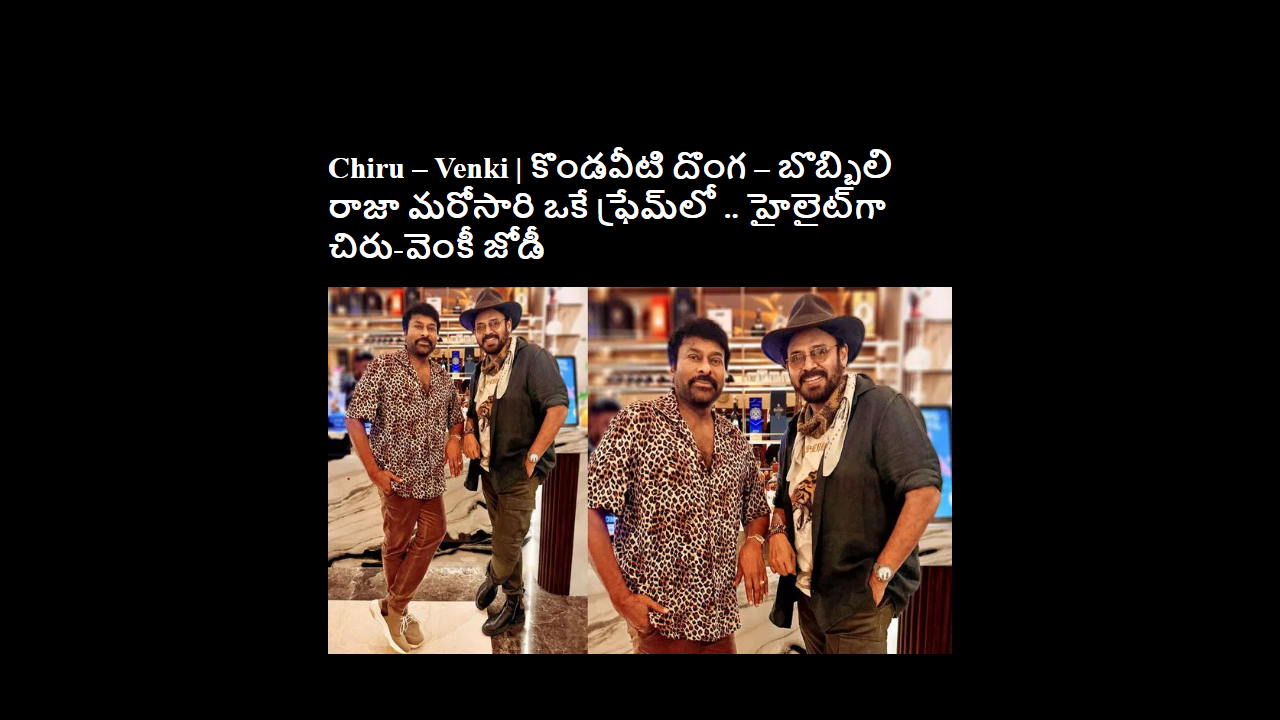 Chiru – Venki | కొండవీటి దొంగ – బొబ్బిలి
రాజా మరోసారి ఒకే ఫ్రేమ్‌లో .. హైలైట్‌గా
చిరు-వెంకీ జోడీ